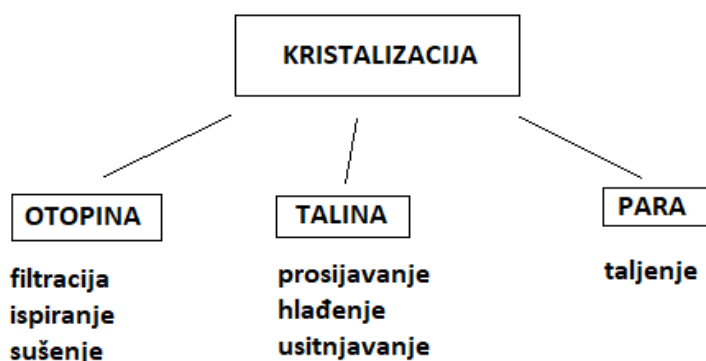 KRISTALIZACIJA
OTOPINA
filtracija
ispiranje
sušenje
TALINA
prosijavanje
hlađenje
usitnjavanje
PARA
taljenje